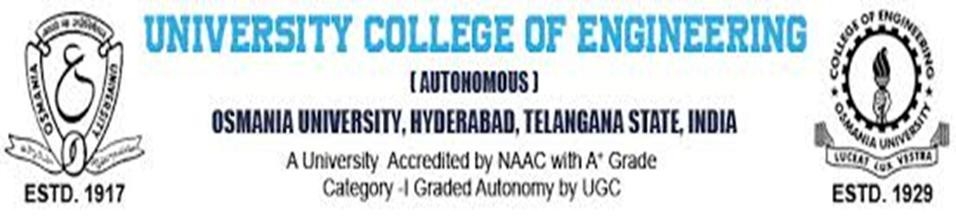 UNIVERSITY COLLEGE OF ENGINEERING
( AUTONOMOUS )
OSMANIA UNIVERSITY, HYDERABAD, TELANGANA STATE, INDIA
A University Accredited by NAAC with A+ Grade
Category -I Graded Autonomy by UGC
OSMANIA UNIVERSITY
ESTD. 1917
COLLEGE OF ENGINEERING
OSMANIA UNIVERSITY
LUCEAT LUX VESTRA
ESTD. 1929